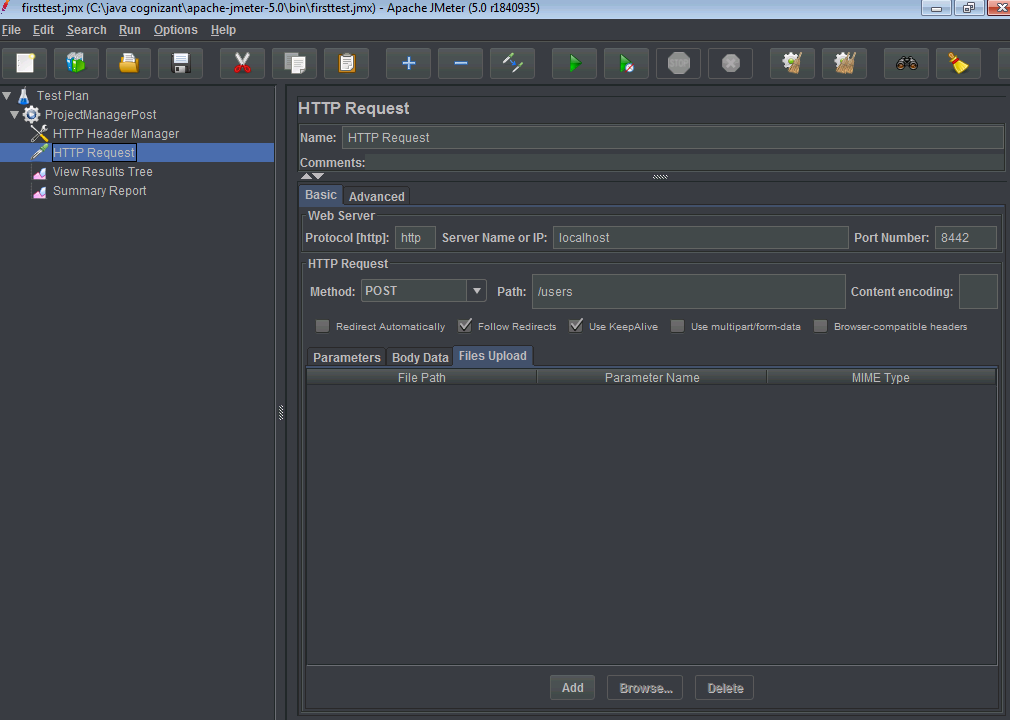 firsttest.jmx (C:\java cognizant\apache-jmeter-5.0\bin\firsttest.jmx) - Apache JMeter (5.0 r1840935)
File Edit Search Run Options Help
STOP
Test Plan
ProjectManagerPost
HTTP Header Manager
HTTP Request
View Results Tree
Summary Report
HTTP Request
Name: HTTP Request
Comments:
Basic Advanced
Web Server
Protocol [http]: http Server Name or IP: localhost Port Number: 8442
HTTP Request
Method: POST Path: /users Content encoding:
Redirect Automatically Follow Redirects Use KeepAlive Use multipart/form-data Browser-compatible headers
Parameters Body Data Files Upload
File Path Parameter Name MIME Type
Add Browse... Delete